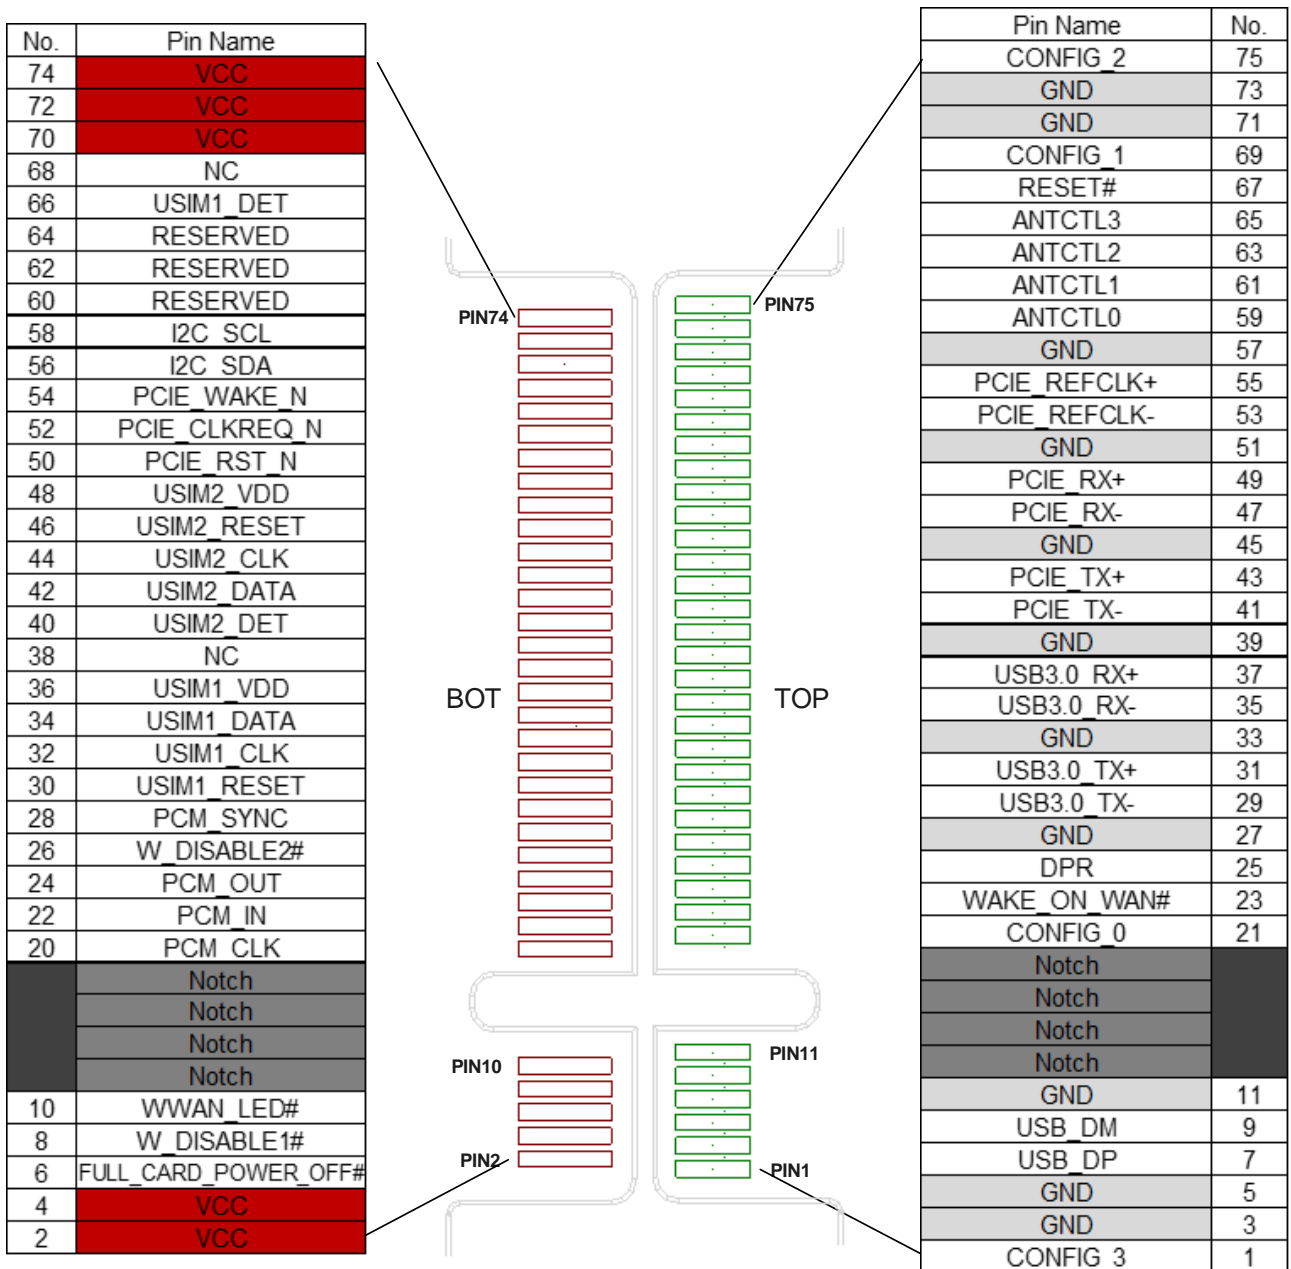 No. Pin Name
74 VCC
72 VCC
70 VCC
68 NC
66 USIM1_DET
64 RESERVED
62 RESERVED
60 RESERVED
58 I2C_SCL
56 I2C_SDA
54 PCIE_WAKE_N
52 PCIE_CLKREQ_N
50 PCIE_RST_N
48 USIM2_VDD
46 USIM2_RESET
44 USIM2_CLK
42 USIM2_DATA
40 USIM2_DET
38 NC
36 USIM1_VDD
34 USIM1_DATA
32 USIM1_CLK
30 USIM1_RESET
28 PCM_SYNC
26 W_DISABLE2#
24 PCM_OUT
22 PCM_IN
20 PCM_CLK
Notch
Notch
Notch
Notch
10 WWAN_LED#
8 W_DISABLE1#
6 FULL_CARD_POWER_OFF#
4 VCC
2 VCC
PIN74
BOT
PIN10
PIN2
PIN75
TOP
PIN11
PIN1
Pin Name No.
CONFIG_2 75
GND 73
GND 71
CONFIG_1 69
RESET# 67
ANTCTL3 65
ANTCTL2 63
ANTCTL1 61
ANTCTL0 59
GND 57
PCIE_REFCLK+ 55
PCIE_REFCLK- 53
GND 51
PCIE_RX+ 49
PCIE_RX- 47
GND 45
PCIE_TX+ 43
PCIE_TX- 41
GND 39
USB3.0_RX+ 37
USB3.0_RX- 35
GND 33
USB3.0_TX+ 31
USB3.0_TX- 29
GND 27
DPR 25
WAKE_ON_WAN# 23
CONFIG_0 21
Notch
Notch
Notch
Notch
GND 11
USB_DM 9
USB_DP 7
GND 5
GND 3
CONFIG_3 1